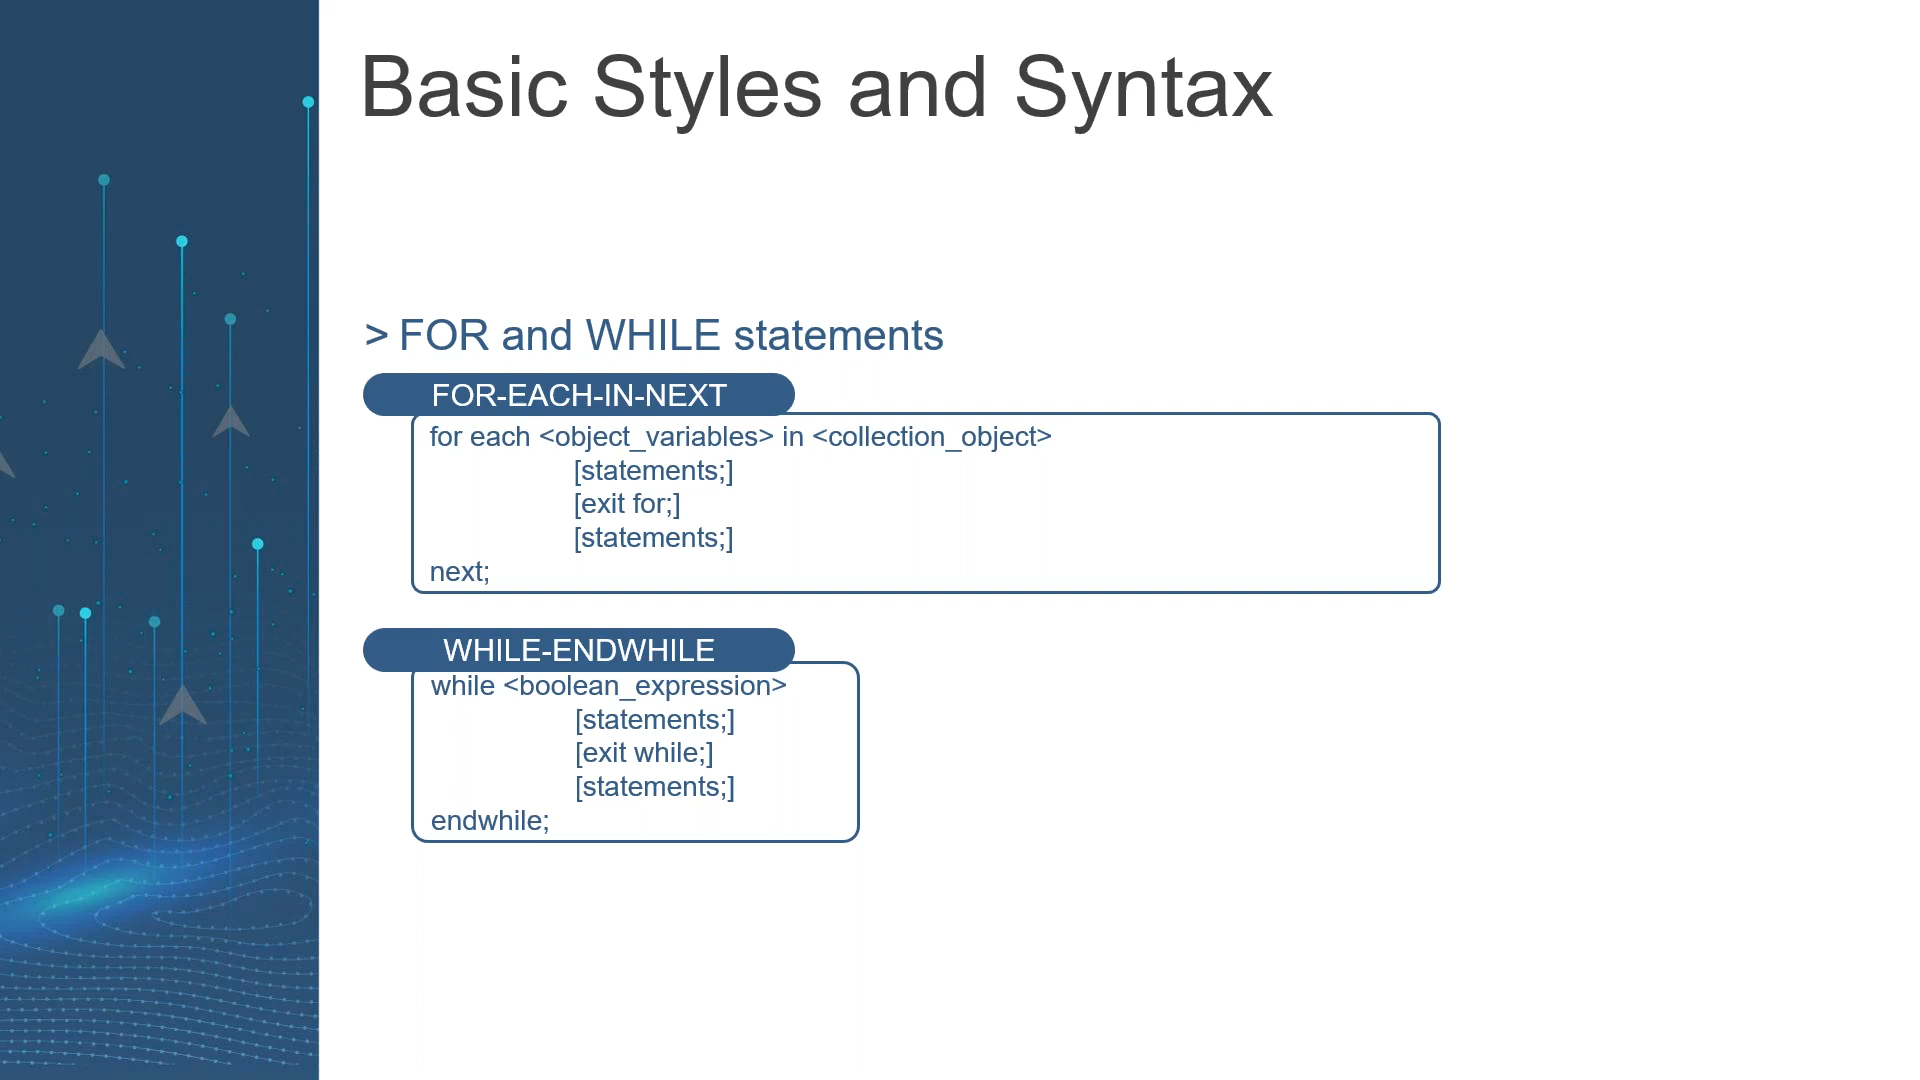 Basic Styles and Syntax
> FOR and WHILE statements
FOR-EACH-IN-NEXT
for each <object_variables> in <collection_object>
[statements;]
[exit for;]
[statements;]
next;
WHILE-ENDWHILE
while <boolean_expression>
[statements;]
[exit while;]
[statements;]
endwhile;